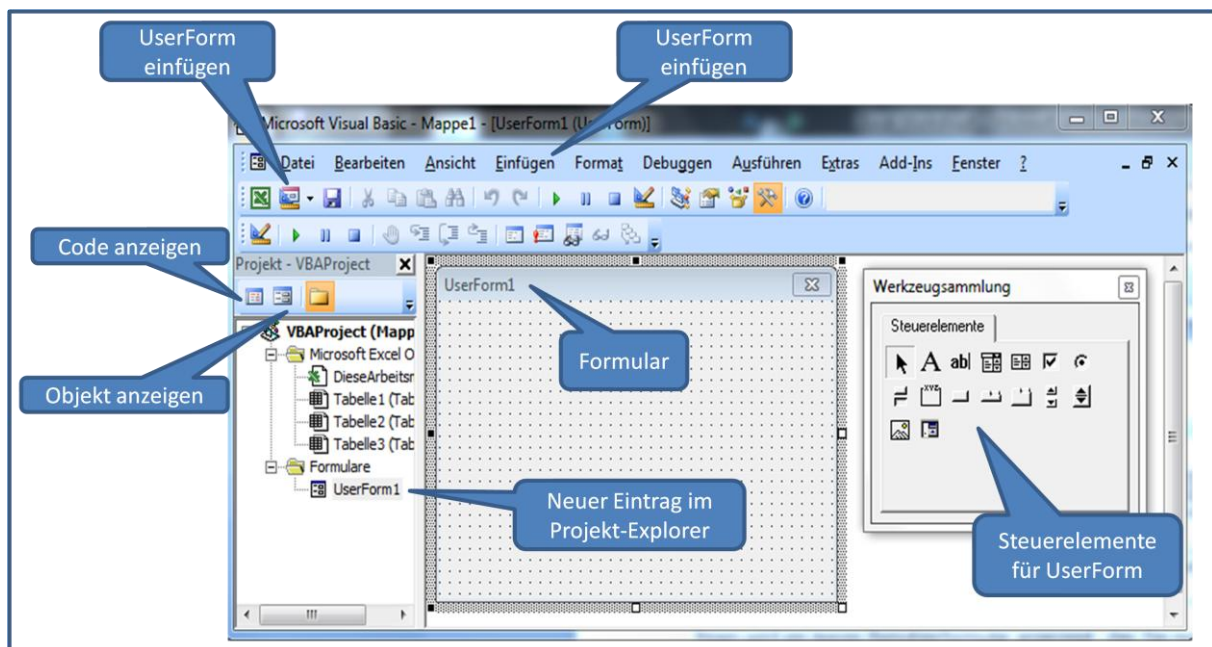 UserForm
einfügen
UserForm
einfügen
Microsoft Visual Basic - Mappe1 - [UserForm1 (UserForm)]
Datei Bearbeiten Ansicht Einfügen Format Debuggen Ausführen Extras Add-Ins Fenster ?
Code anzeigen
Projekt - VBAProject
UserForm1
Werkzeugsammlung
Steuerelemente
VBAProject (Mapp
Microsoft Excel O
DieseArbeitsr
Tabelle1 (Tab
Tabelle2 (Tab
Tabelle3 (Tab
Formulare
UserForm1
Objekt anzeigen
Formular
Neuer Eintrag im
Projekt-Explorer
Steuerelemente
für UserForm